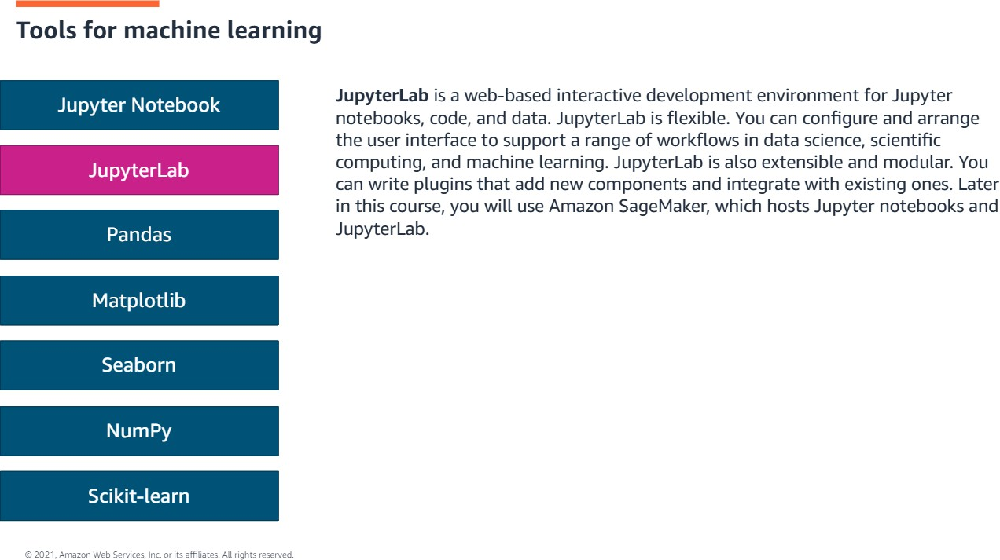 Tools for machine learning
Jupyter Notebook
JupyterLab
Pandas
Matplotlib
Seaborn
NumPy
Scikit-learn
JupyterLab is a web-based interactive development environment for Jupyter
notebooks, code, and data. JupyterLab is flexible. You can configure and arrange
the user interface to support a range of workflows in data science, scientific
computing, and machine learning. JupyterLab is also extensible and modular. You
can write plugins that add new components and integrate with existing ones. Later
in this course, you will use Amazon SageMaker, which hosts Jupyter notebooks and
JupyterLab.
© 2021, Amazon Web Services, Inc. or its affiliates. All rights reserved.